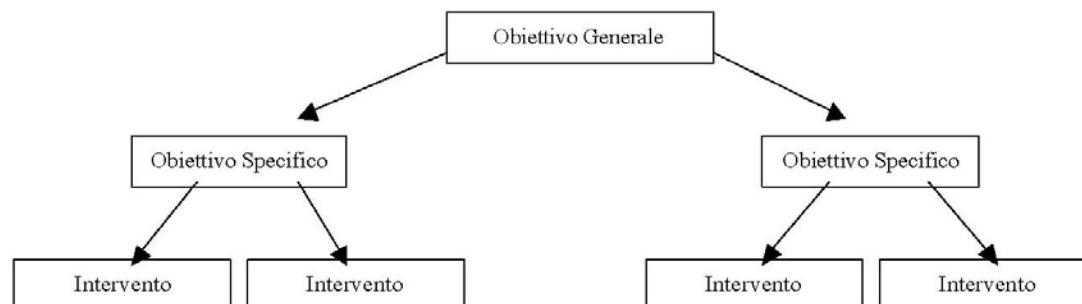 Obiettivo Generale
Obiettivo Specifico
Obiettivo Specifico
Intervento
Intervento
Intervento
Intervento